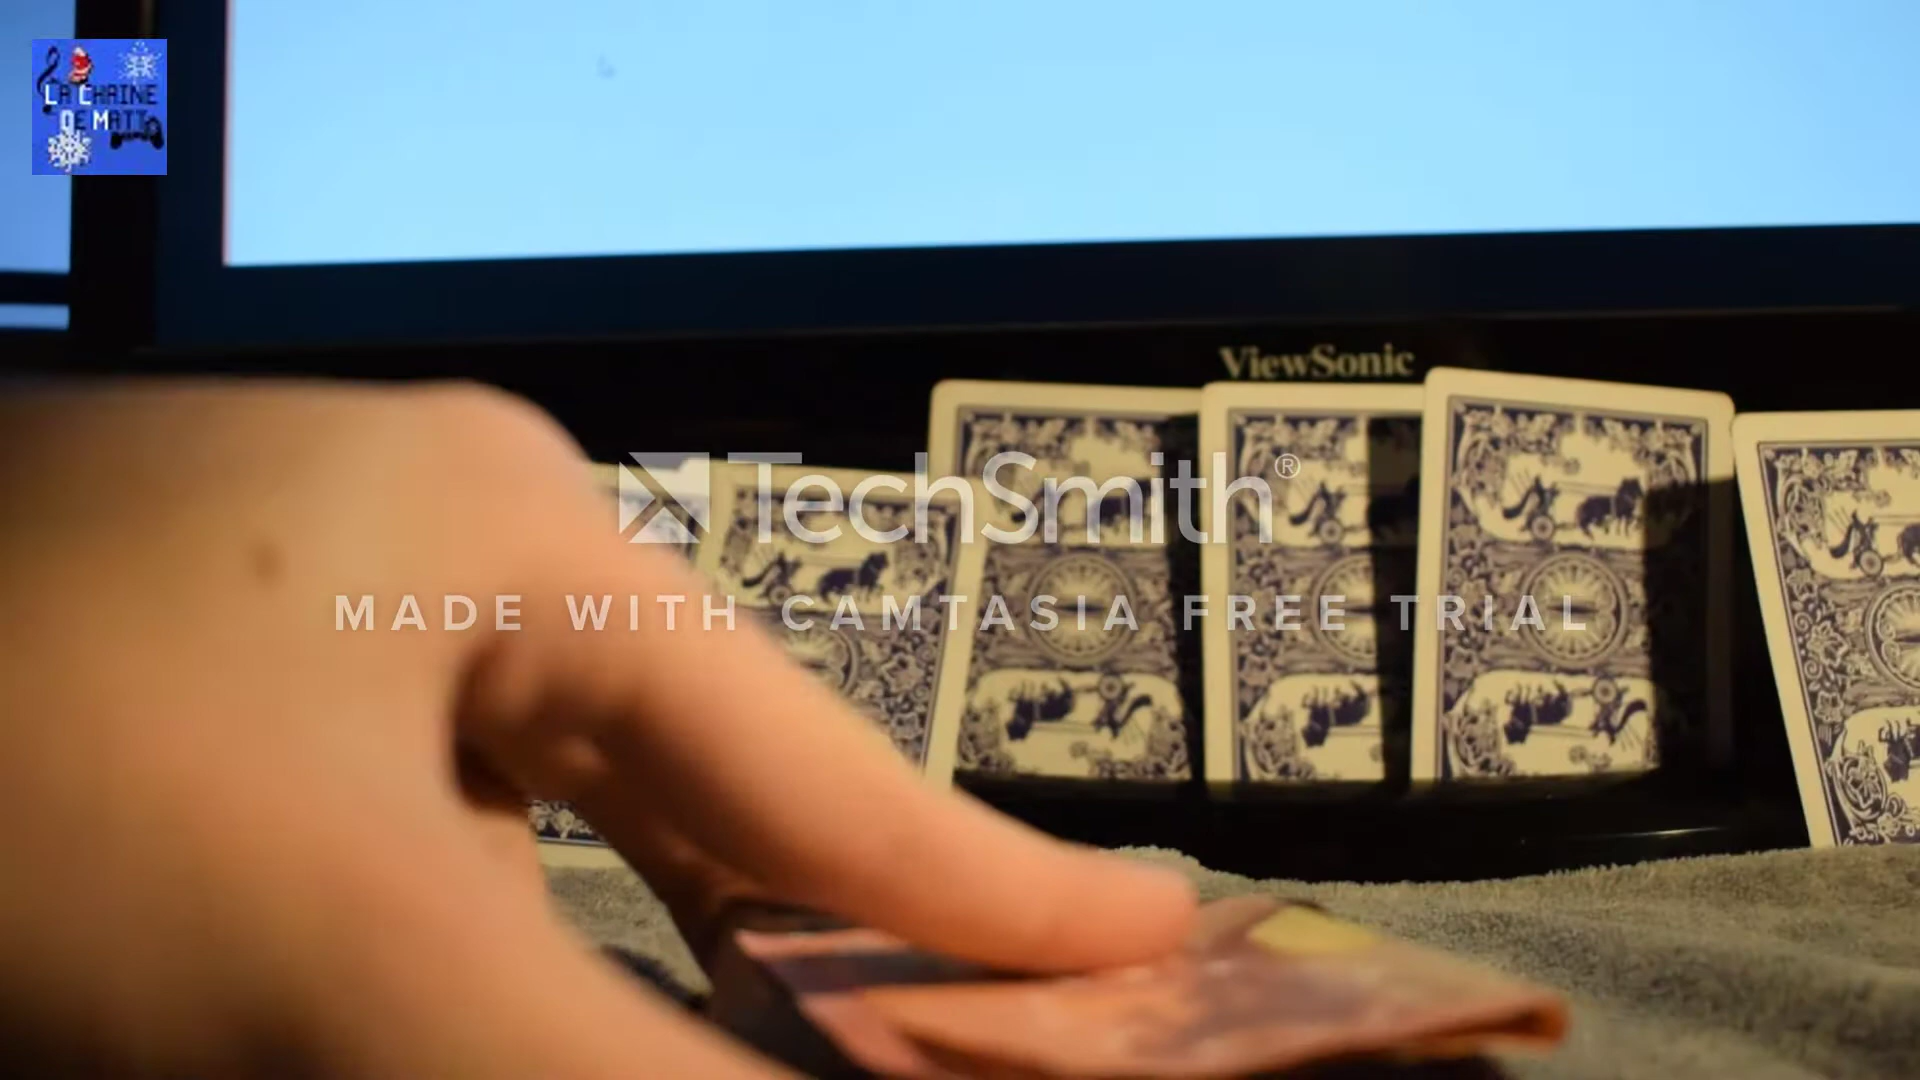 LA CHAINE
DE MATT
ViewSonic
TechSmith®
MADE WITH CAMTASIA FREE TRIAL